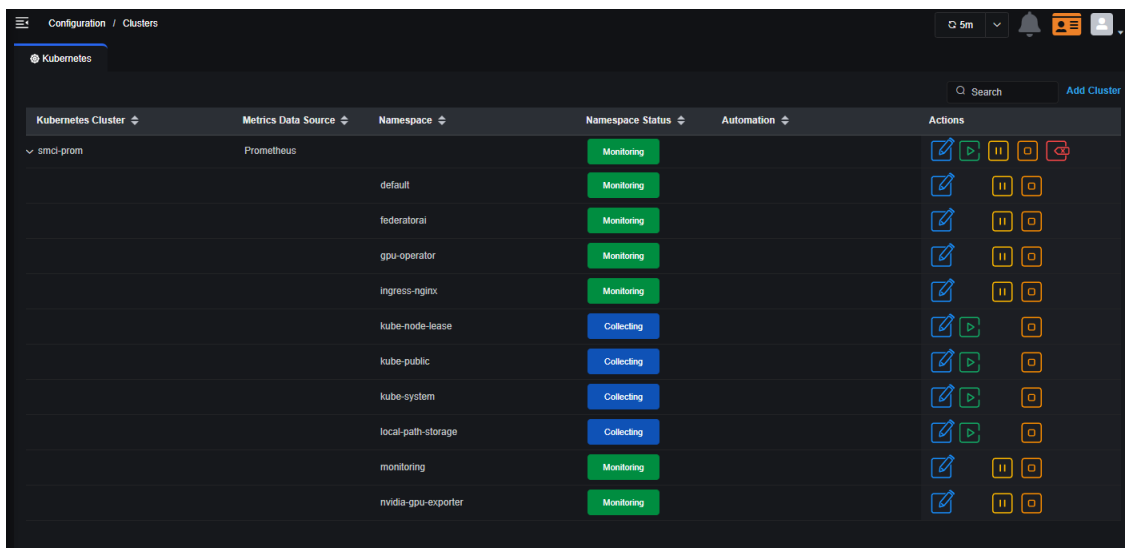 Configuration / Clusters
5m
Kubernetes
Search
Add Cluster
Kubernetes Cluster Metrics Data Source Namespace Namespace Status Automation Actions
smci-prom Prometheus Monitoring
default Monitoring
federatorai Monitoring
gpu-operator Monitoring
ingress-nginx Monitoring
kube-node-lease Collecting
kube-public Collecting
kube-system Collecting
local-path-storage Collecting
monitoring Monitoring
nvidia-gpu-exporter Monitoring